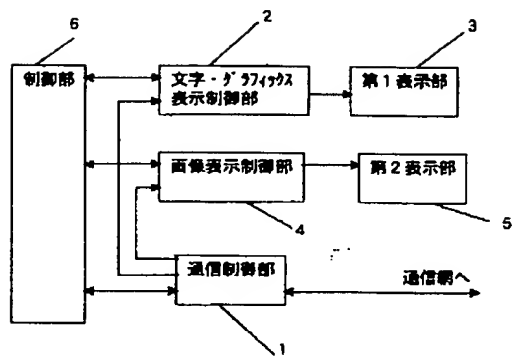 6
2
3
制御部
文字・グラフィックス
表示制御部
第1表示部
画像表示制御部
第2表示部
4
5
通信制御部
通信網へ
1